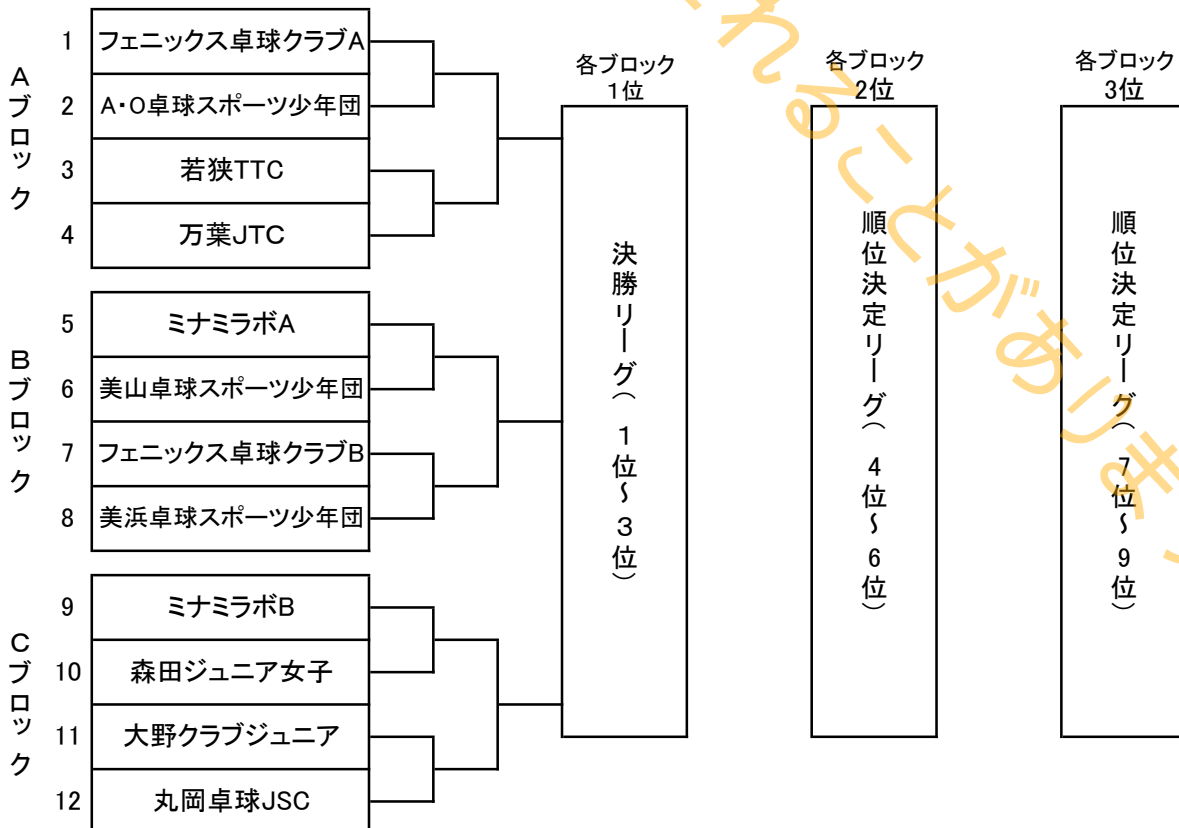 Aブロック
1 フェニックス卓球クラブA
2 A・O卓球スポーツ少年団
3 若狭TTC
4 万葉JTC
Bブロック
5 ミナミラボA
6 美山卓球スポーツ少年団
7 フェニックス卓球クラブB
8 美浜卓球スポーツ少年団
Cブロック
9 ミナミラボB
10 森田ジュニア女子
11 大野クラブジュニア
12 丸岡卓球JSC
各ブロック
1位
決勝リーグ（1位～3位）
各ブロック
2位
順位決定リーグ（4位～6位）
各ブロック
3位
順位決定リーグ（7位～9位）
れることがありま